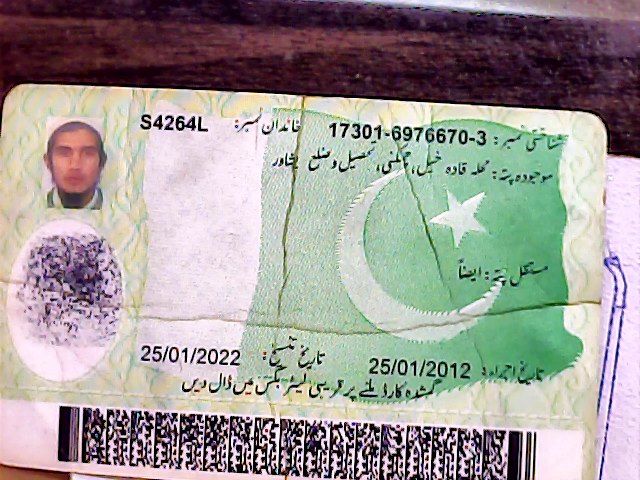 شناختی نمبر: 17301-6976670-3 خاندان نمبر: S4264L
موجودہ پتہ: محلہ قادہ خیل، چمکنی، تحصیل و ضلع پشاور
مستقل پتہ: ایضاً
تاریخ اجراء: 25/01/2012 تاریخ تنسیخ: 25/01/2022
گمشدہ کارڈ ملنے پر قریبی لیٹر بکس میں ڈال دیں